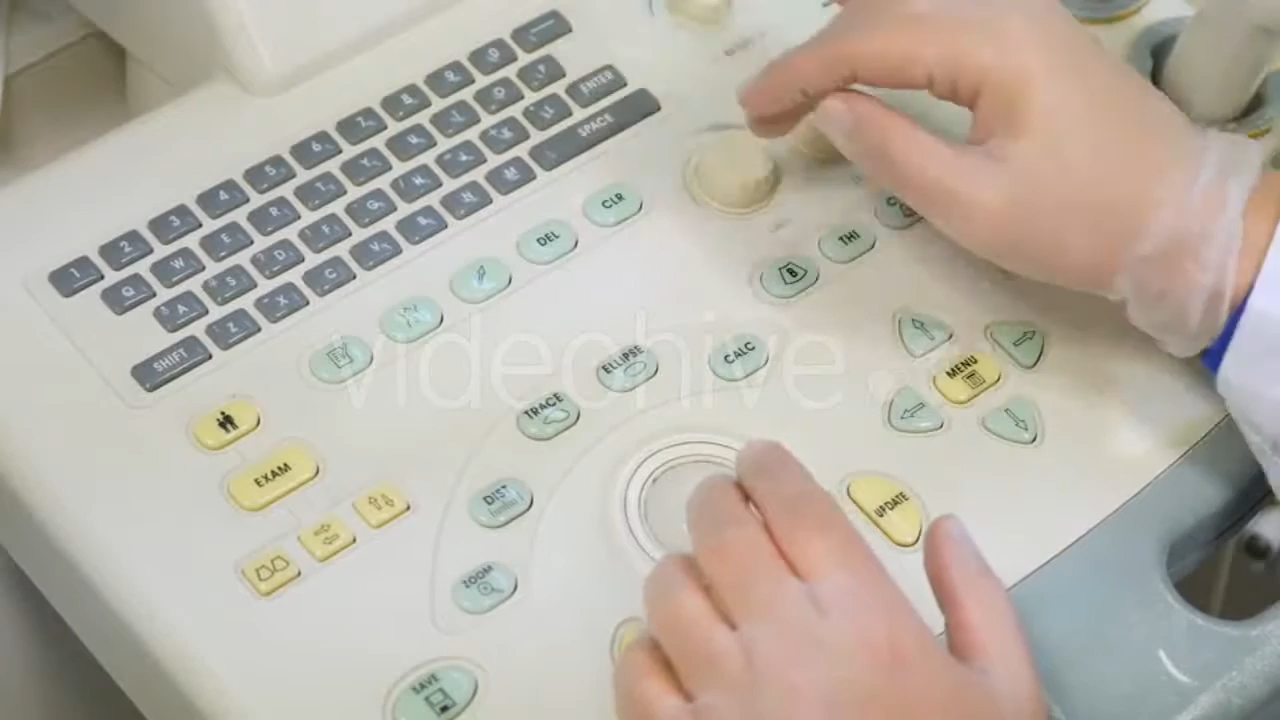 1 2 3 4 5 6 7 8 9 0
Q W E R T Y U I O P
A S D F G H J K L ENTER
SHIFT Z X C V B N M SPACE
CLR
DEL
THI
B
CALC
ELLIPSE
TRACE
MENU
EXAM
DIST
UPDATE
ZOOM
SAVE
videohive